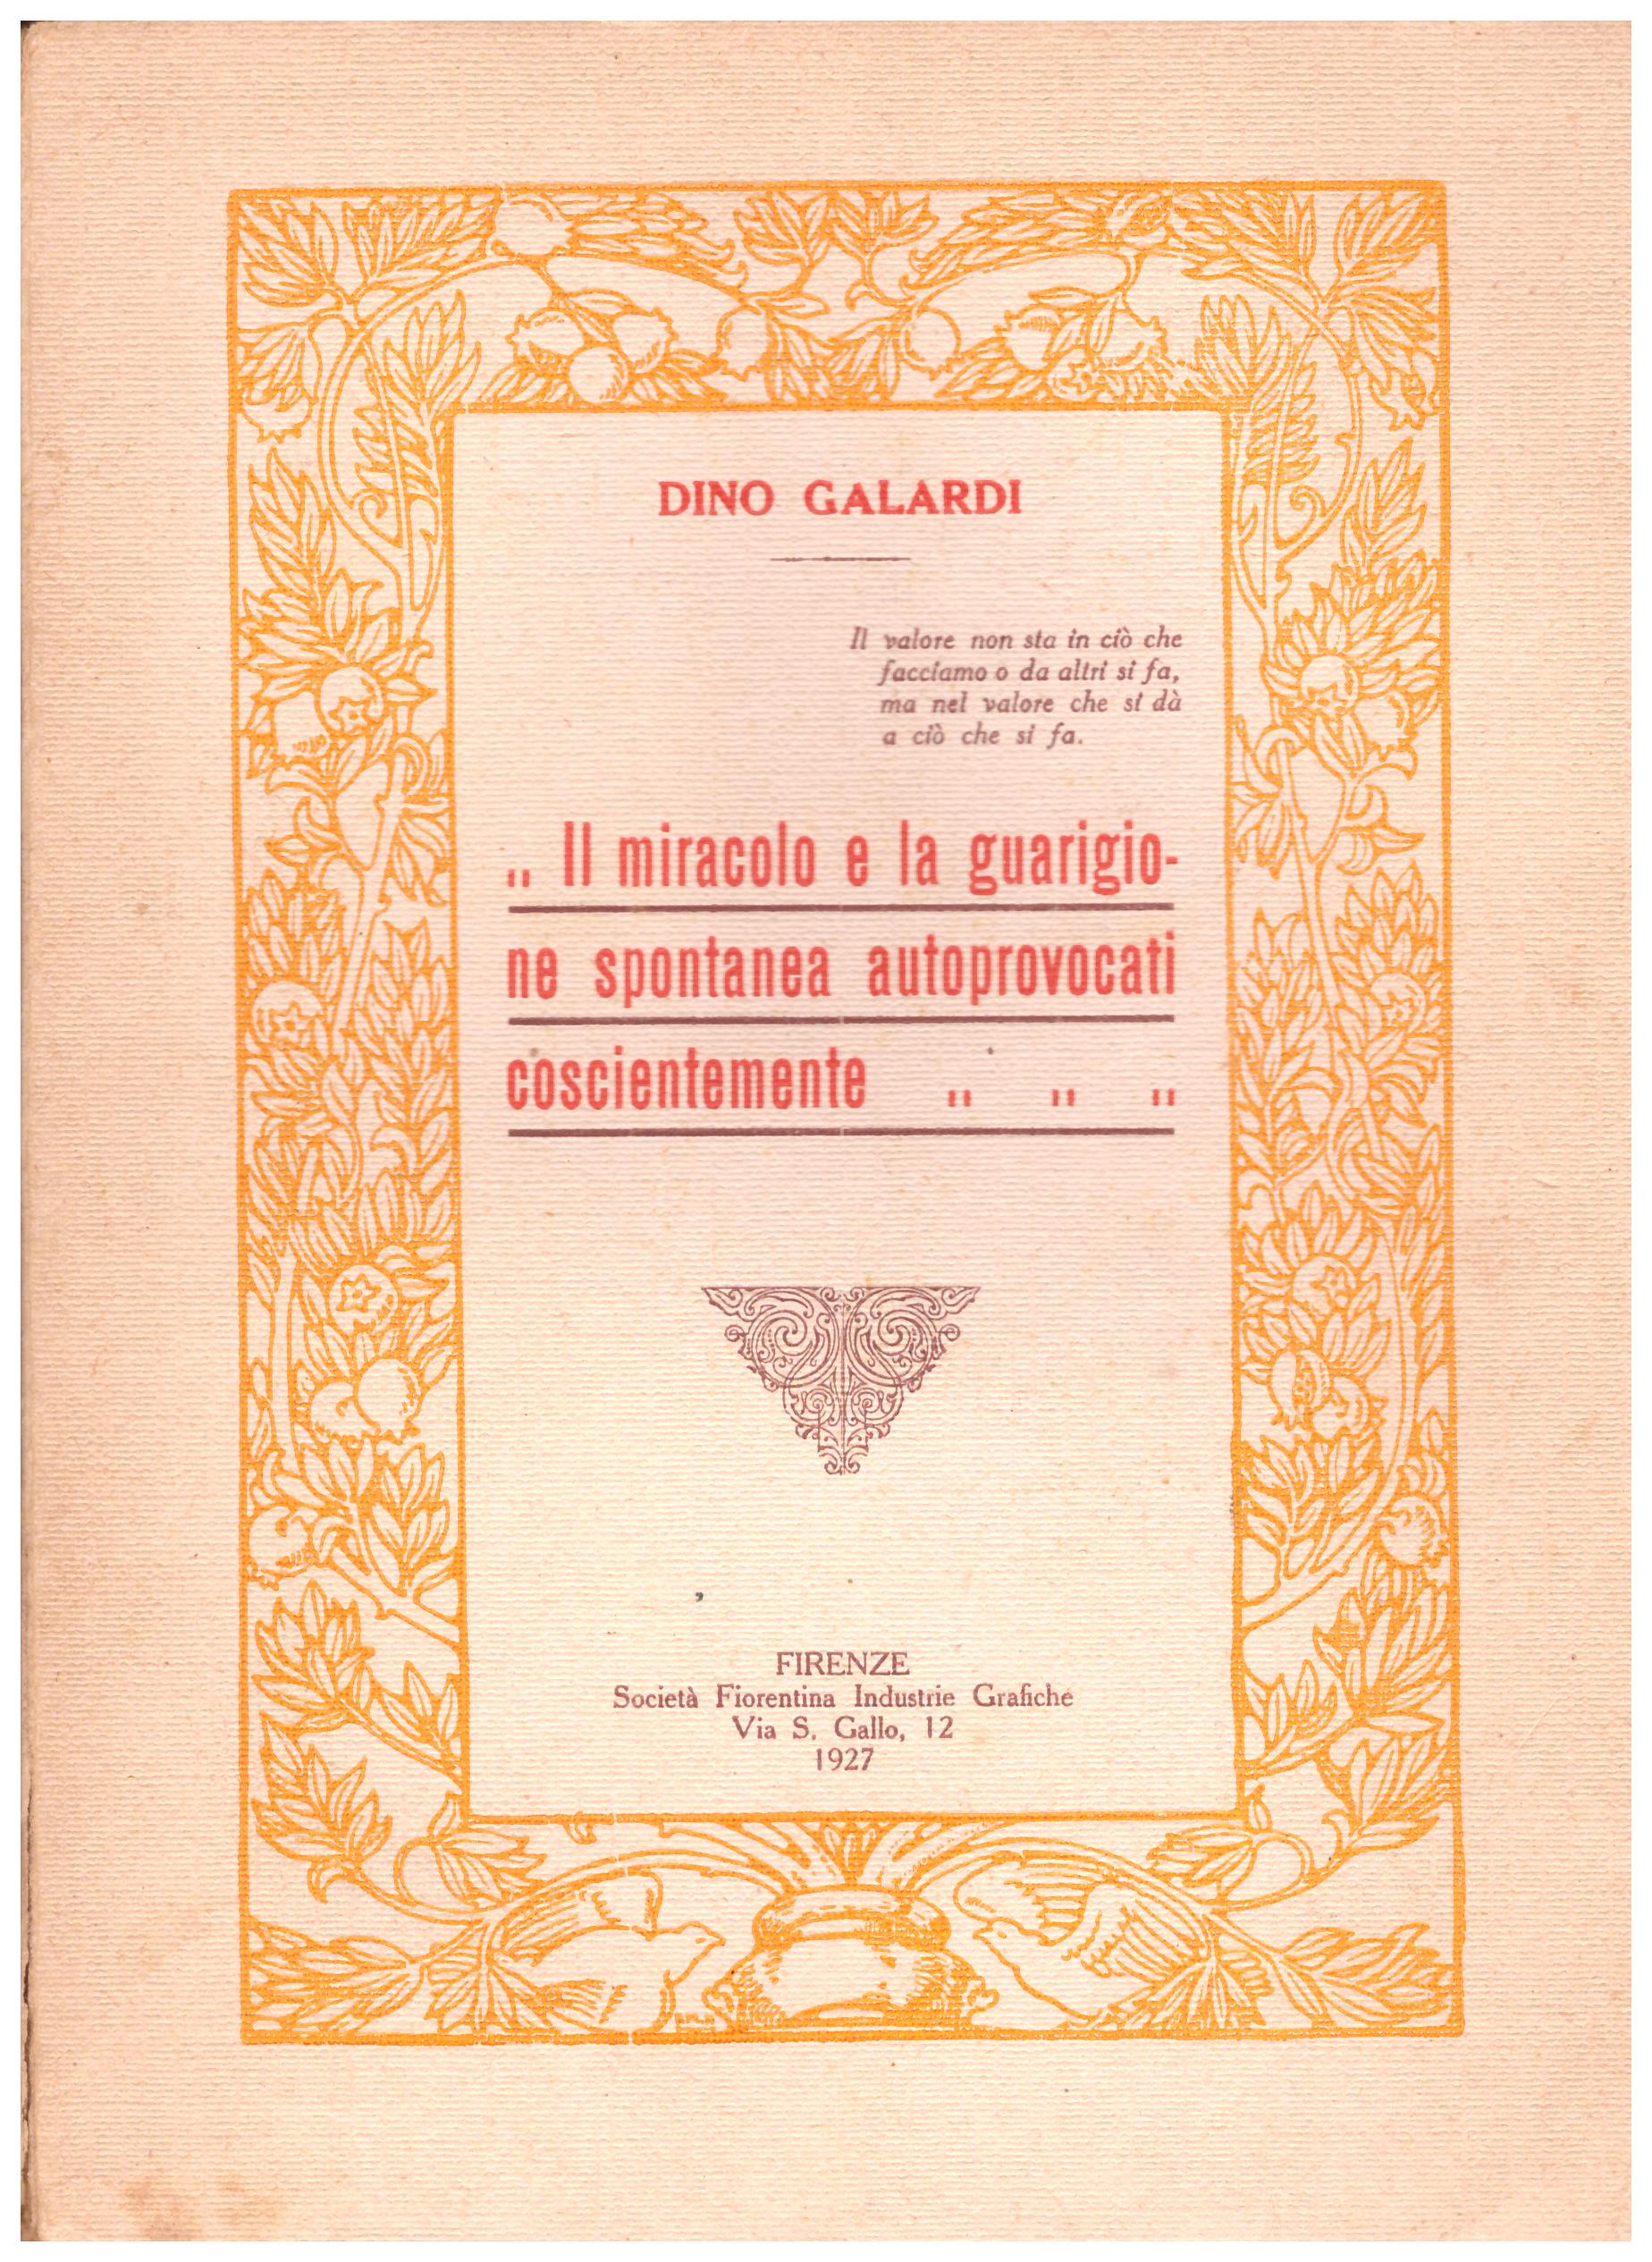 DINO GALARDI
Il valore non sta in ciò che
facciamo o da altri si fa,
ma nel valore che si dà
a ciò che si fa.
„ Il miracolo e la guarigio-
ne spontanea autoprovocati
coscientemente „ „ „
FIRENZE
Società Fiorentina Industrie Grafiche
Via S. Gallo, 12
1927